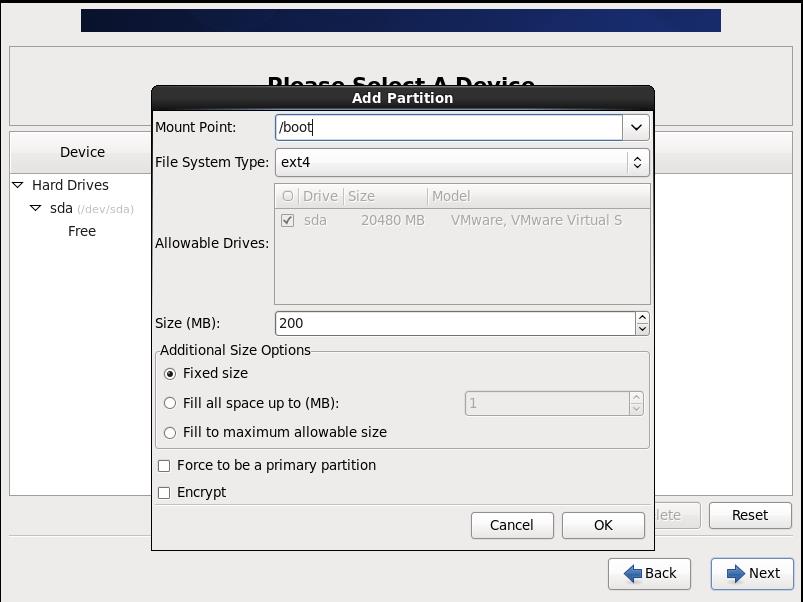 Please Select A Device
Add Partition
Mount Point: /boot
File System Type: ext4
Device
Drive Size Model
Hard Drives
sda (/dev/sda)
sda 20480 MB VMware, VMware Virtual S
Free
Allowable Drives:
Size (MB): 200
Additional Size Options
Fixed size
Fill all space up to (MB): 1
Fill to maximum allowable size
Force to be a primary partition
Encrypt
Cancel OK
lete Reset
Back Next